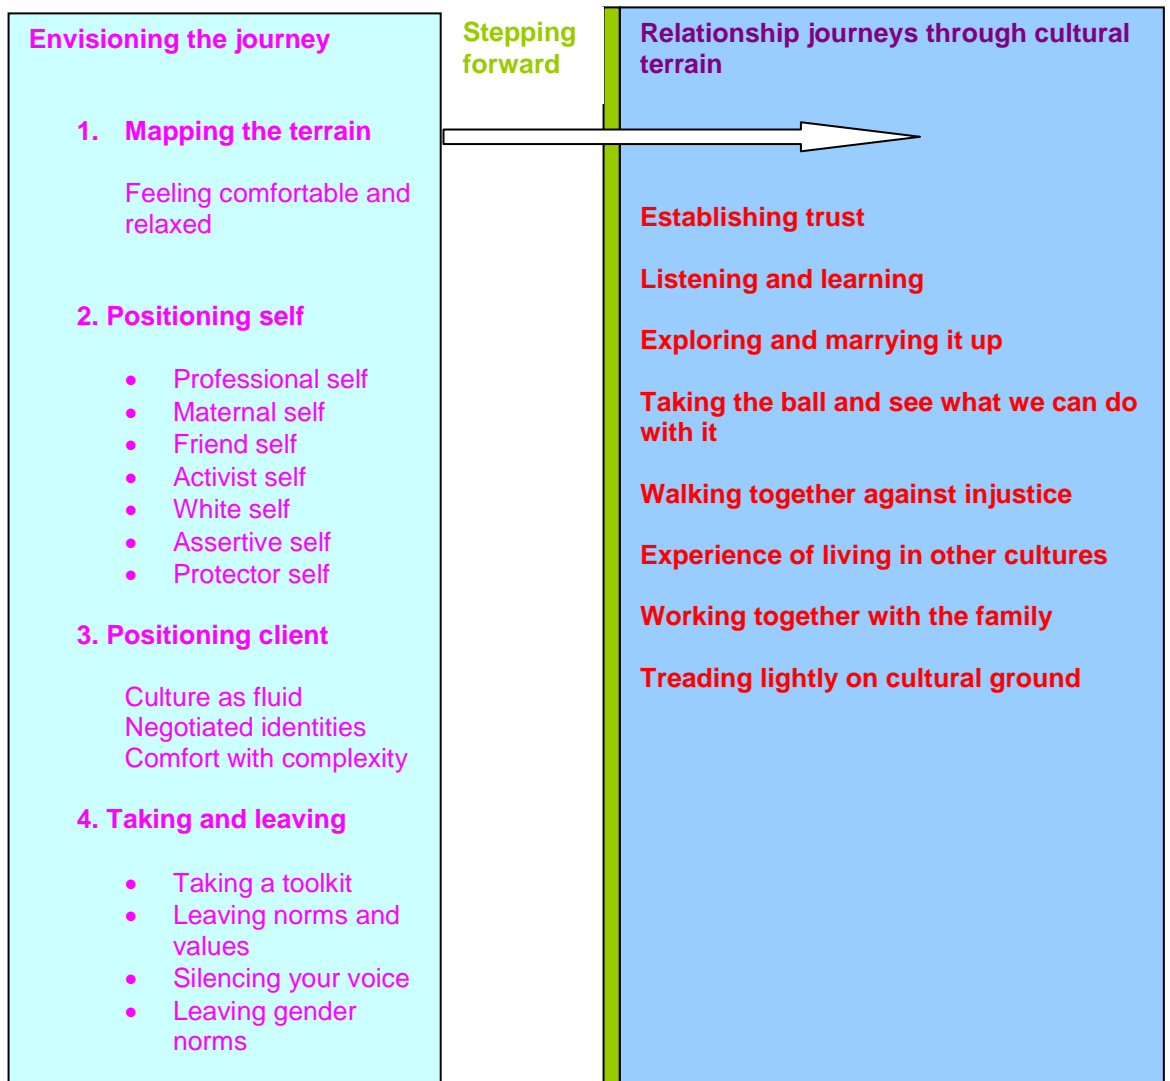 Envisioning the journey
1. Mapping the terrain
Feeling comfortable and
relaxed
2. Positioning self
• Professional self
• Maternal self
• Friend self
• Activist self
• White self
• Assertive self
• Protector self
3. Positioning client
Culture as fluid
Negotiated identities
Comfort with complexity
4. Taking and leaving
• Taking a toolkit
• Leaving norms and
values
• Silencing your voice
• Leaving gender
norms
Stepping
forward
Relationship journeys through cultural
terrain
Establishing trust
Listening and learning
Exploring and marrying it up
Taking the ball and see what we can do
with it
Walking together against injustice
Experience of living in other cultures
Working together with the family
Treading lightly on cultural ground